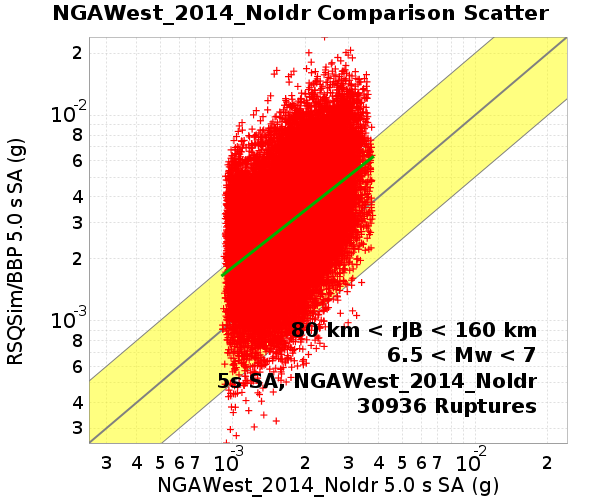 NGAWest_2014_NoIdr Comparison Scatter
RSQSim/BBP 5.0 s SA (g)
2
10-2
8
6
4
3
2
10-3
8
6
4
3
80 km < rJB < 160 km
6.5 < Mw < 7
5s SA, NGAWest_2014_NoIdr
30936 Ruptures
3 4 5 6 7 10-3 2 3 4 5 6 7 10-2 2
NGAWest_2014_NoIdr 5.0 s SA (g)